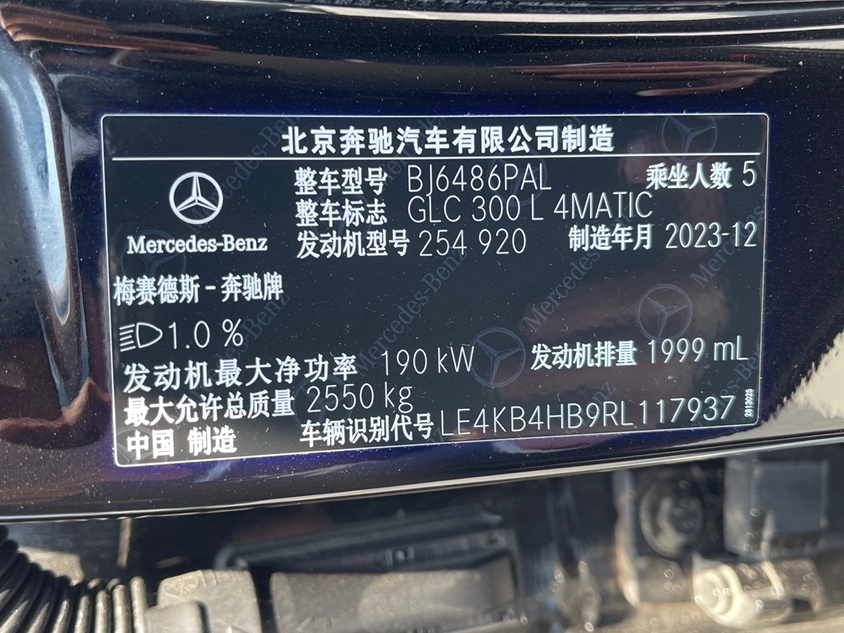 北京奔驰汽车有限公司制造
整车型号 BJ6486PAL 乘坐人数 5
整车标志 GLC 300 L 4MATIC
发动机型号 254 920 制造年月 2023-12
Mercedes-Benz
梅赛德斯 - 奔驰牌
1.0 %
发动机最大净功率 190 kW 发动机排量 1999 mL
最大允许总质量 2550 kg
中国 制造 车辆识别代号 LE4KB4HB9RL117937